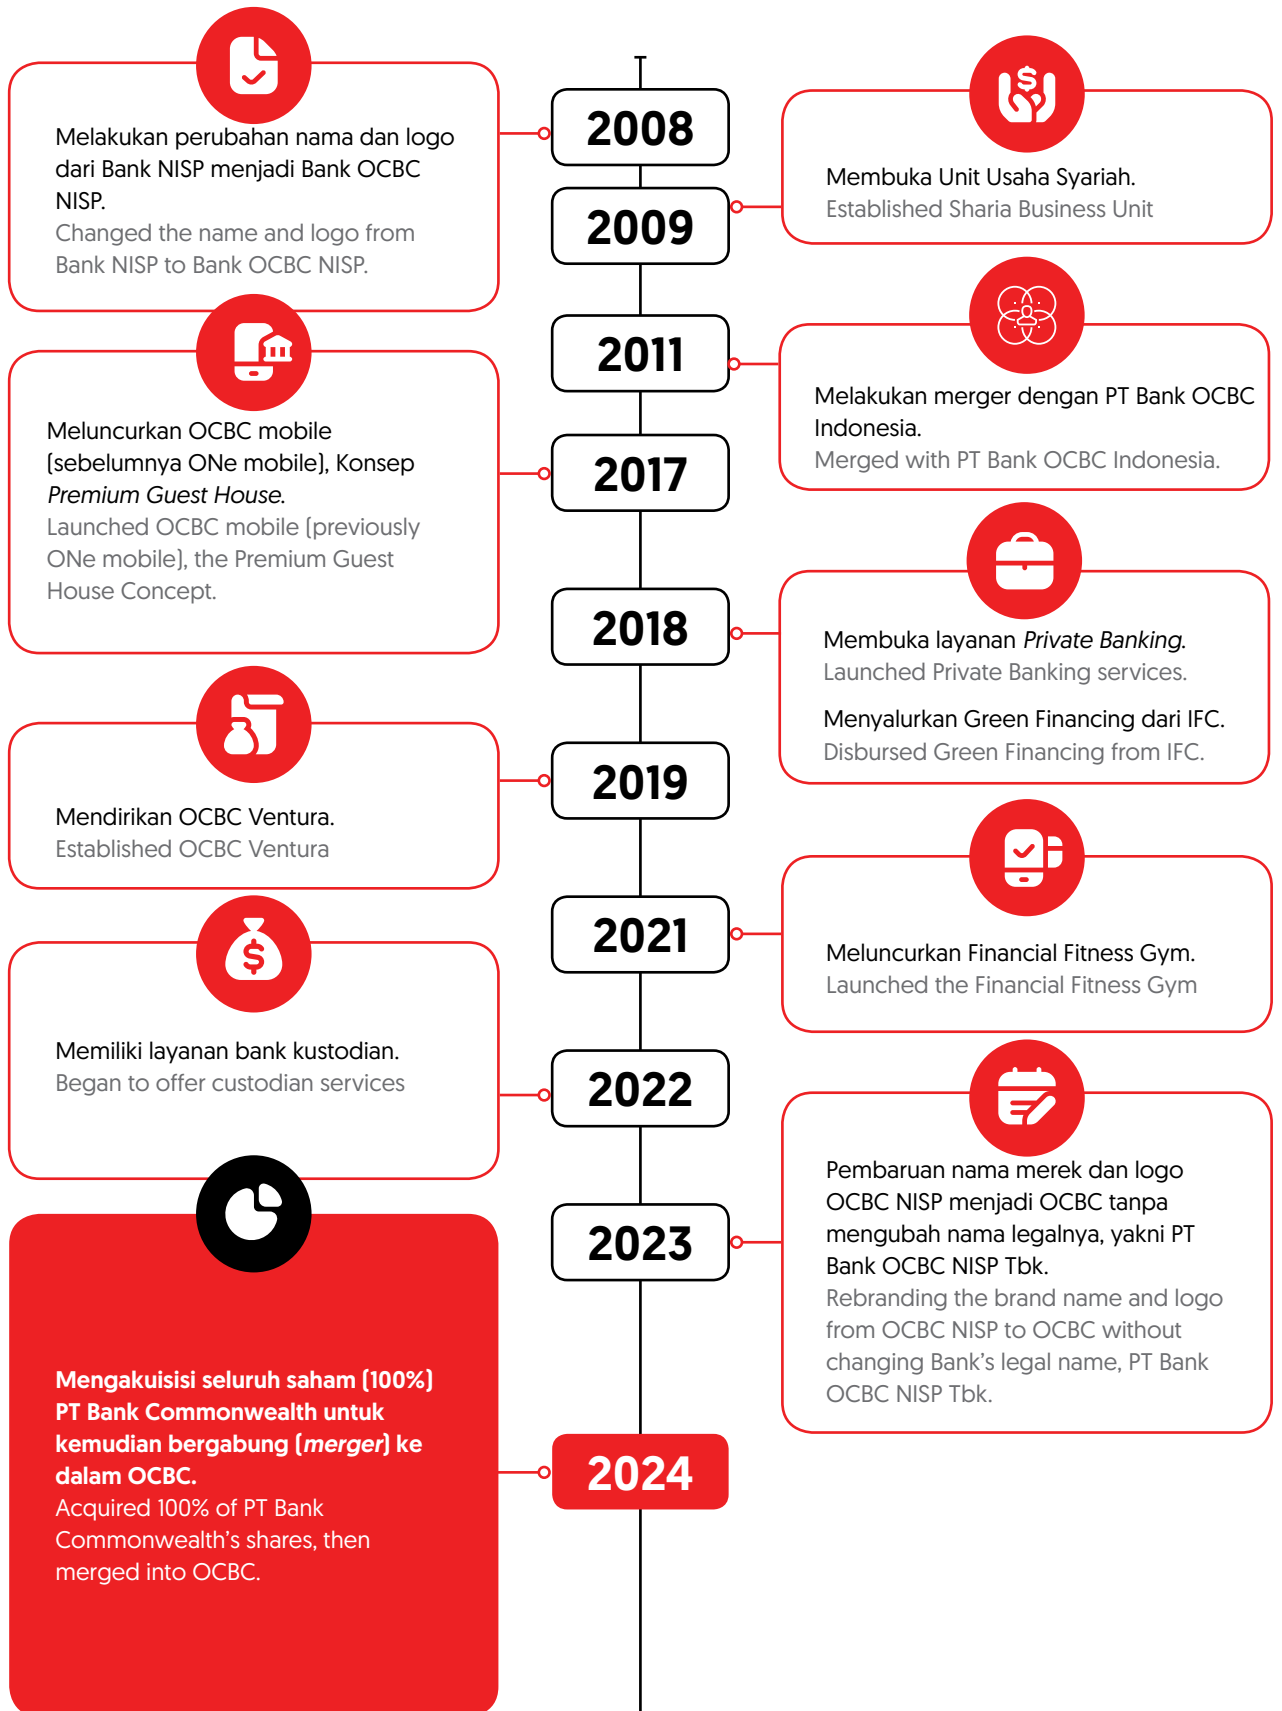 2008
Melakukan perubahan nama dan logo
dari Bank NISP menjadi Bank OCBC
NISP.
Changed the name and logo from
Bank NISP to Bank OCBC NISP.
2009
Membuka Unit Usaha Syariah.
Established Sharia Business Unit
2011
Melakukan merger dengan PT Bank OCBC
Indonesia.
Merged with PT Bank OCBC Indonesia.
2017
Meluncurkan OCBC mobile
(sebelumnya ONe mobile), Konsep
Premium Guest House.
Launched OCBC mobile (previously
ONe mobile), the Premium Guest
House Concept.
2018
Membuka layanan Private Banking.
Launched Private Banking services.
Menyalurkan Green Financing dari IFC.
Disbursed Green Financing from IFC.
2019
Mendirikan OCBC Ventura.
Established OCBC Ventura
2021
Meluncurkan Financial Fitness Gym.
Launched the Financial Fitness Gym
2022
$
Memiliki layanan bank kustodian.
Began to offer custodian services
2023
Pembaruan nama merek dan logo
OCBC NISP menjadi OCBC tanpa
mengubah nama legalnya, yakni PT
Bank OCBC NISP Tbk.
Rebranding the brand name and logo
from OCBC NISP to OCBC without
changing Bank's legal name, PT Bank
OCBC NISP Tbk.
2024
Mengakuisisi seluruh saham (100%)
PT Bank Commonwealth untuk
kemudian bergabung (merger) ke
dalam OCBC.
Acquired 100% of PT Bank
Commonwealth's shares, then
merged into OCBC.